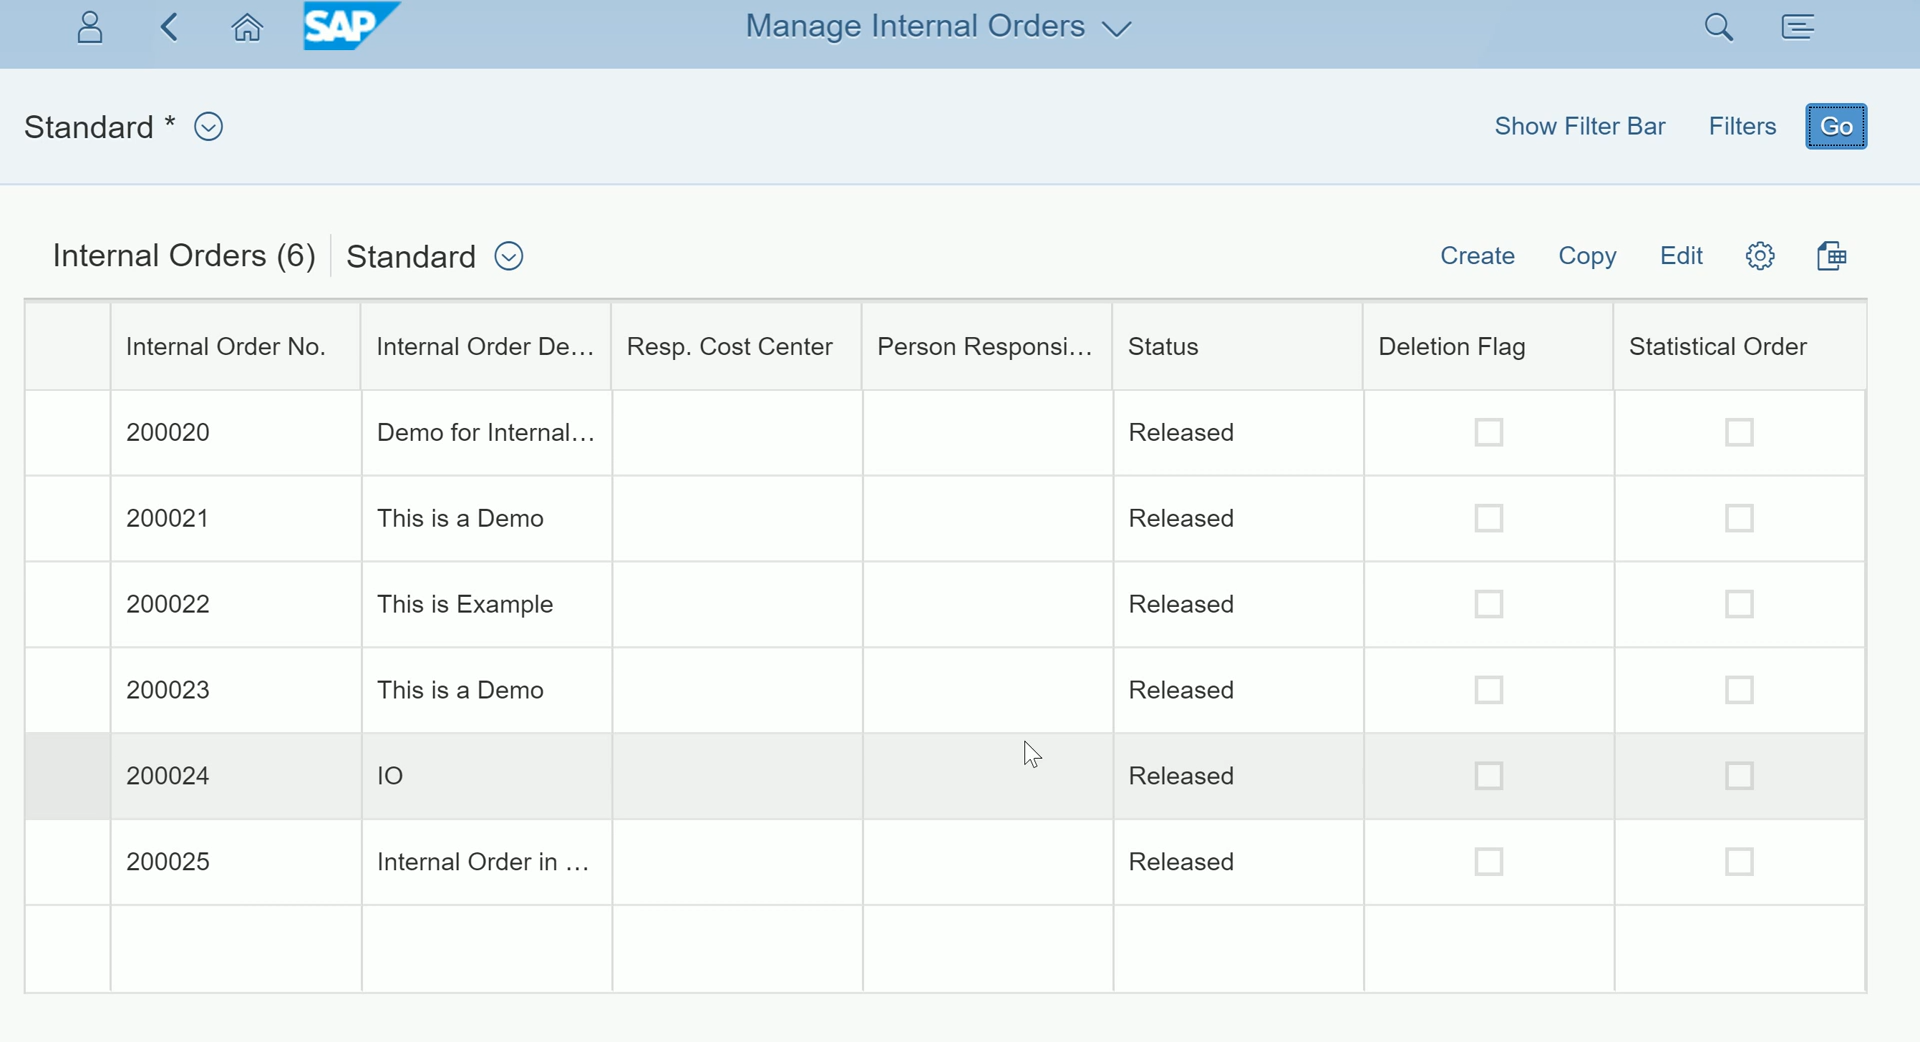 SAP Manage Internal Orders
Standard * Show Filter Bar Filters Go
Internal Orders (6) Standard Create Copy Edit
Internal Order No. Internal Order De... Resp. Cost Center Person Responsi... Status Deletion Flag Statistical Order
200020 Demo for Internal... Released
200021 This is a Demo Released
200022 This is Example Released
200023 This is a Demo Released
200024 IO Released
200025 Internal Order in ... Released